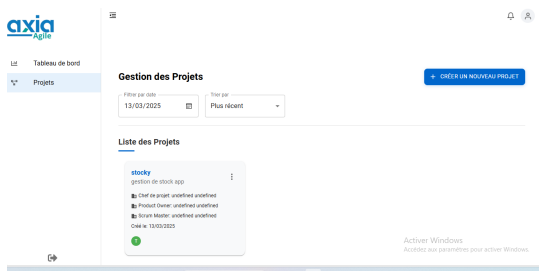 axia
Agile
Tableau de bord
Projets
Gestion des Projets
+ CRÉER UN NOUVEAU PROJET
Filtrer par date
13/03/2025
Trier par
Plus récent
Liste des Projets
stocky
gestion de stock app
Chef de projet: undefined undefined
Product Owner: undefined undefined
Scrum Master: undefined undefined
Créé le: 13/03/2025
T
Activer Windows
Accédez aux paramètres pour activer Windows.